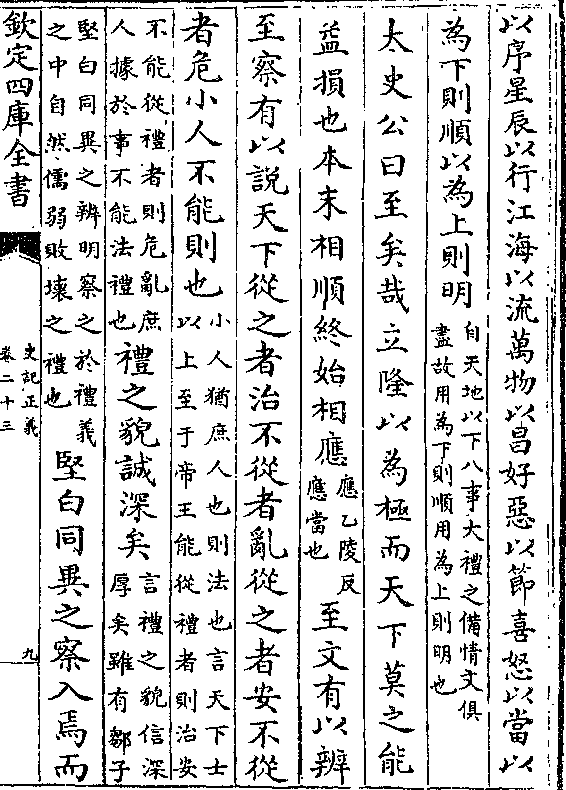 以序星辰以行江海以流萬物以昌好惡以節喜怒以當以
為下則順以為上則明
自天地以下八事大禮之備情文俱
盡故用為下則順用為上則明也
太史公曰至矣哉立隆以為極而天下莫之能
益損也本末相順終始相應
應乙陵反
應當也
至文有以辨
至察有以說天下從之者治不從者亂從之者安不從
者危小人不能則也
小人猶庶人也則法也言天下士
以上至于帝王能從禮者則治安
不能從禮者則危亂庶
人據於事不能法禮也
禮之貌誠深矣
言禮之貌信深
厚矣雖有鄒子
堅白同異之辨明察之於禮義
之中自然儒弱敗壞之禮也
堅白同異之察入焉而
欽定四庫全書
史記正義
卷二十三
九